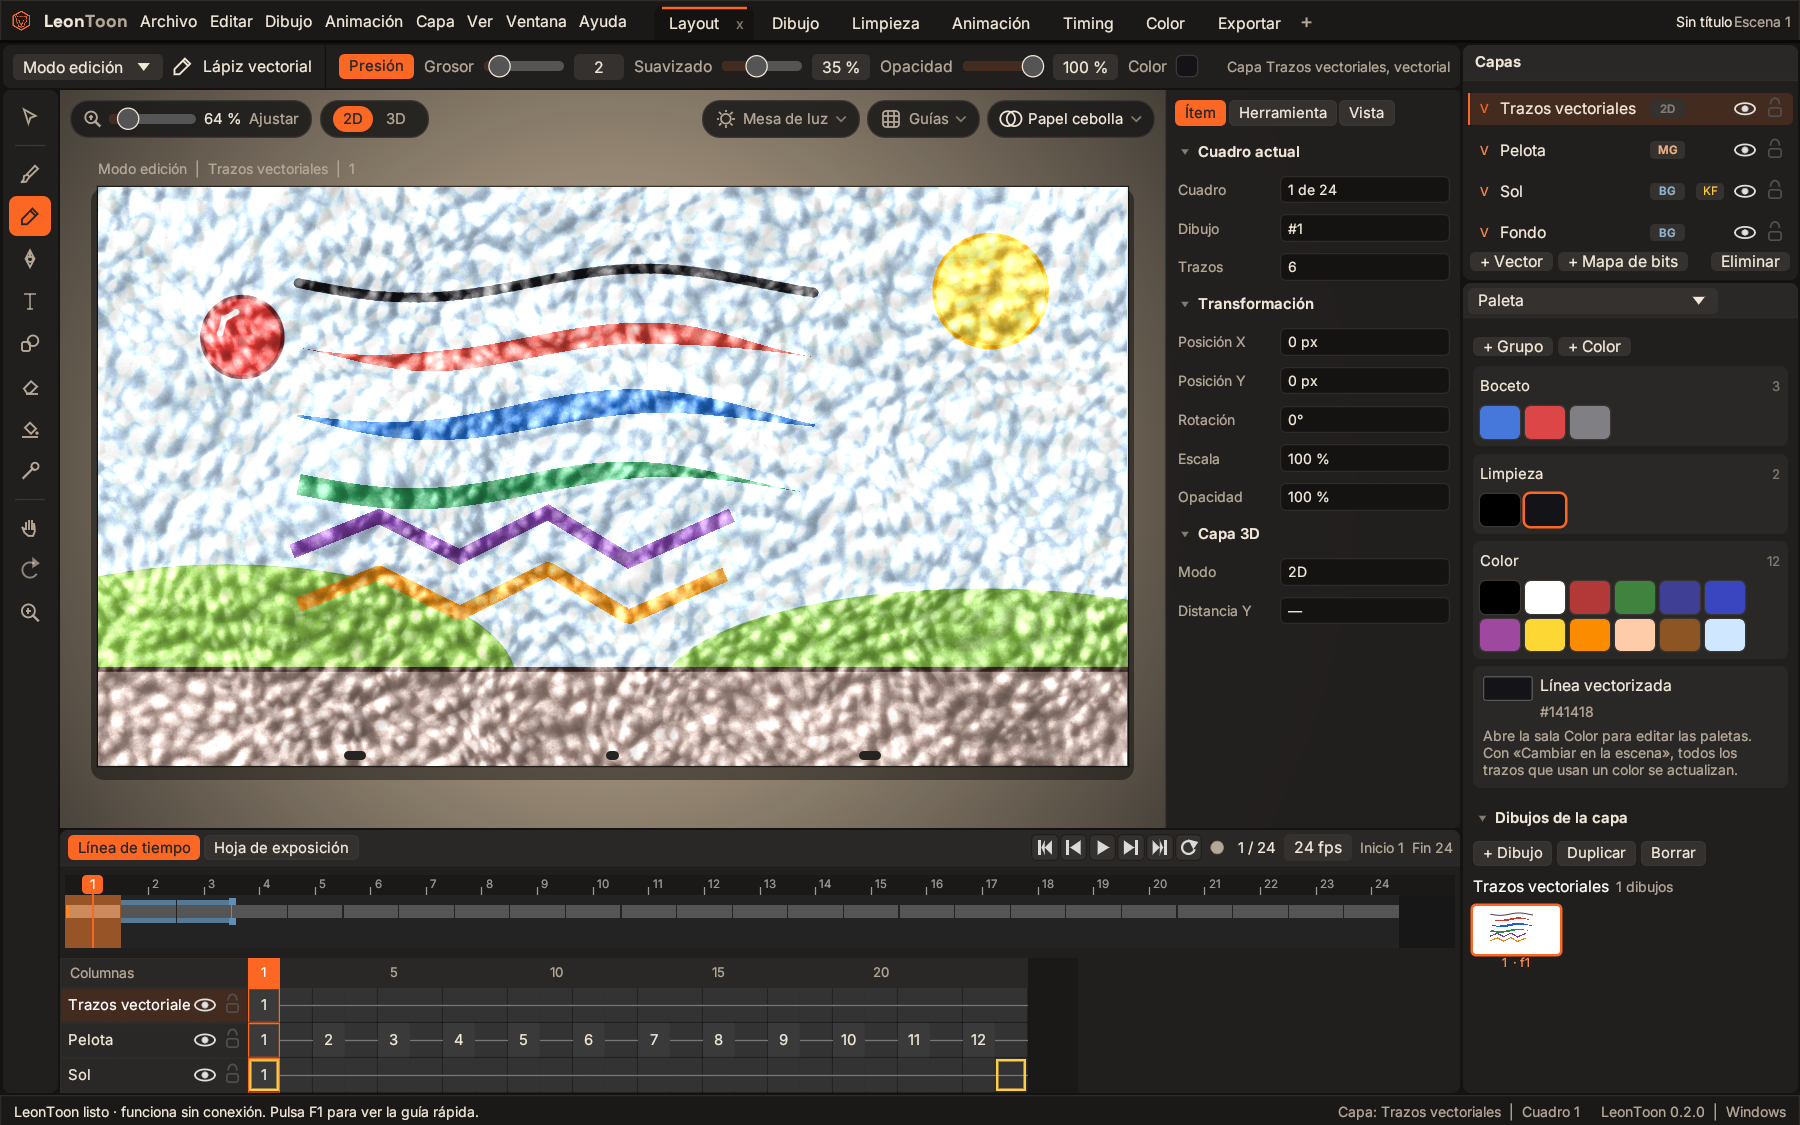 LeonToon Archivo Editar Dibujo Animación Capa Ver Ventana Ayuda Layout x Dibujo Limpieza Animación Timing Color Exportar + Sin título Escena 1
Modo edición Lápiz vectorial Presión Grosor 2 Suavizado 35 % Opacidad 100 % Color Capa Trazos vectoriales, vectorial
64 % Ajustar 2D 3D Mesa de luz Guías Papel cebolla
Modo edición | Trazos vectoriales | 1
Ítem Herramienta Vista
Cuadro actual
Cuadro 1 de 24
Dibujo #1
Trazos 6
Transformación
Posición X 0 px
Posición Y 0 px
Rotación 0°
Escala 100 %
Opacidad 100 %
Capa 3D
Modo 2D
Distancia Y —
Capas
V Trazos vectoriales 2D
V Pelota MG
V Sol BG KF
V Fondo BG
+ Vector + Mapa de bits Eliminar
Paleta
+ Grupo + Color
Boceto 3
Limpieza 2
Color 12
Línea vectorizada
#141418
Abre la sala Color para editar las paletas.
Con «Cambiar en la escena», todos los
trazos que usan un color se actualizan.
Dibujos de la capa
+ Dibujo Duplicar Borrar
Trazos vectoriales 1 dibujos
1 · f1
Línea de tiempo Hoja de exposición 1 / 24 24 fps Inicio 1 Fin 24
1 2 3 4 5 6 7 8 9 10 11 12 13 14 15 16 17 18 19 20 21 22 23 24
Columnas 1 5 10 15 20
Trazos vectoriale 1
Pelota 1 2 3 4 5 6 7 8 9 10 11 12
Sol 1
LeonToon listo · funciona sin conexión. Pulsa F1 para ver la guía rápida. Capa: Trazos vectoriales | Cuadro 1 LeonToon 0.2.0 | Windows